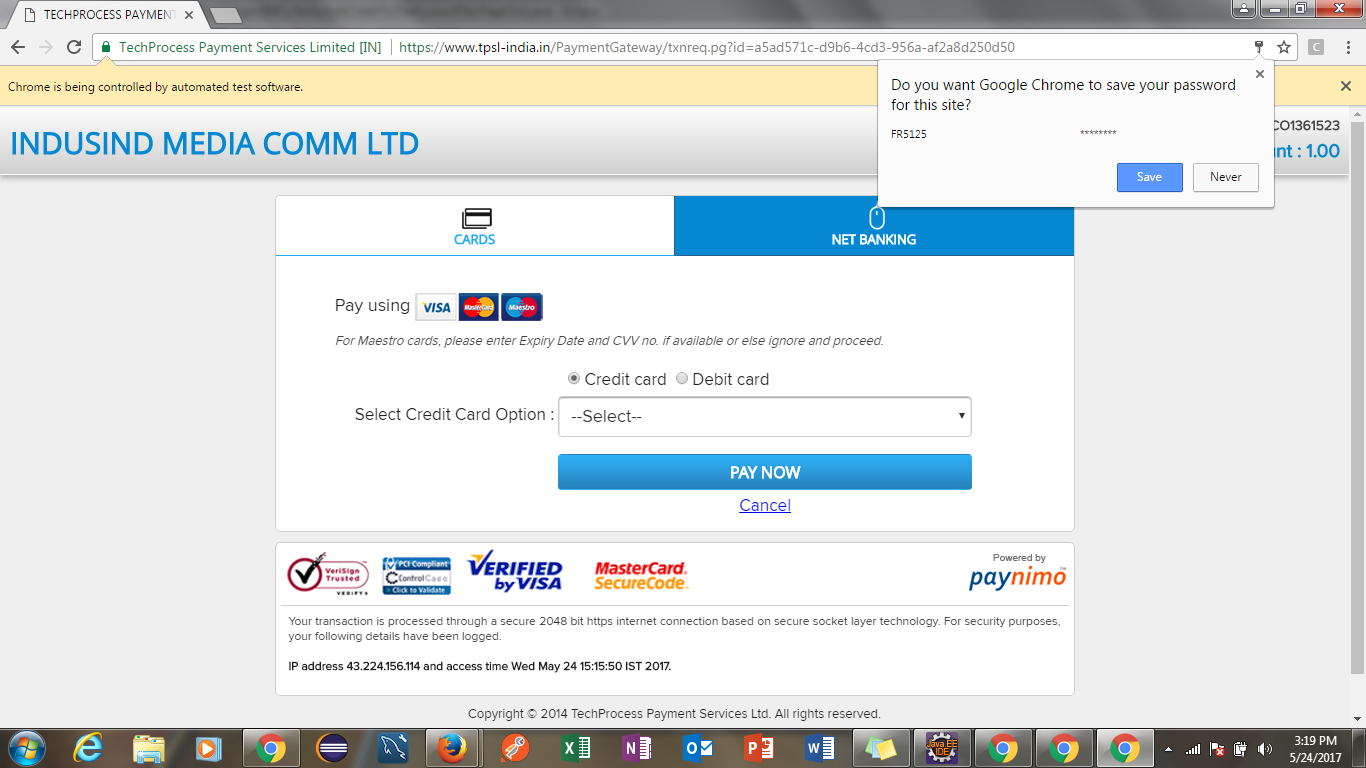 TECHPROCESS PAYMENT
TechProcess Payment Services Limited [IN]
https://www.tpsl-india.in/PaymentGateway/txnreq.pg?id=a5ad571c-d9b6-4cd3-956a-af2a8d250d50
C
Chrome is being controlled by automated test software.
Do you want Google Chrome to save your password
for this site?
FR5125 ********
Save Never
INDUSIND MEDIA COMM LTD
CO1361523
nt : 1.00
CARDS
NET BANKING
Pay using VISA MasterCard Maestro
For Maestro cards, please enter Expiry Date and CVV no. if available or else ignore and proceed.
Credit card Debit card
Select Credit Card Option : --Select--
PAY NOW
Cancel
VeriSign
Trusted
VERIFY
PCI Compliant
ControlCase
Click to Validate
VERIFIED
by VISA
MasterCard
SecureCode.
Powered by
paynimo
Your transaction is processed through a secure 2048 bit https internet connection based on secure socket layer technology. For security purposes,
your following details have been logged.
IP address 43.224.156.114 and access time Wed May 24 15:15:50 IST 2017.
Copyright © 2014 TechProcess Payment Services Ltd. All rights reserved.
Java EE
IDE
3:19 PM
5/24/2017